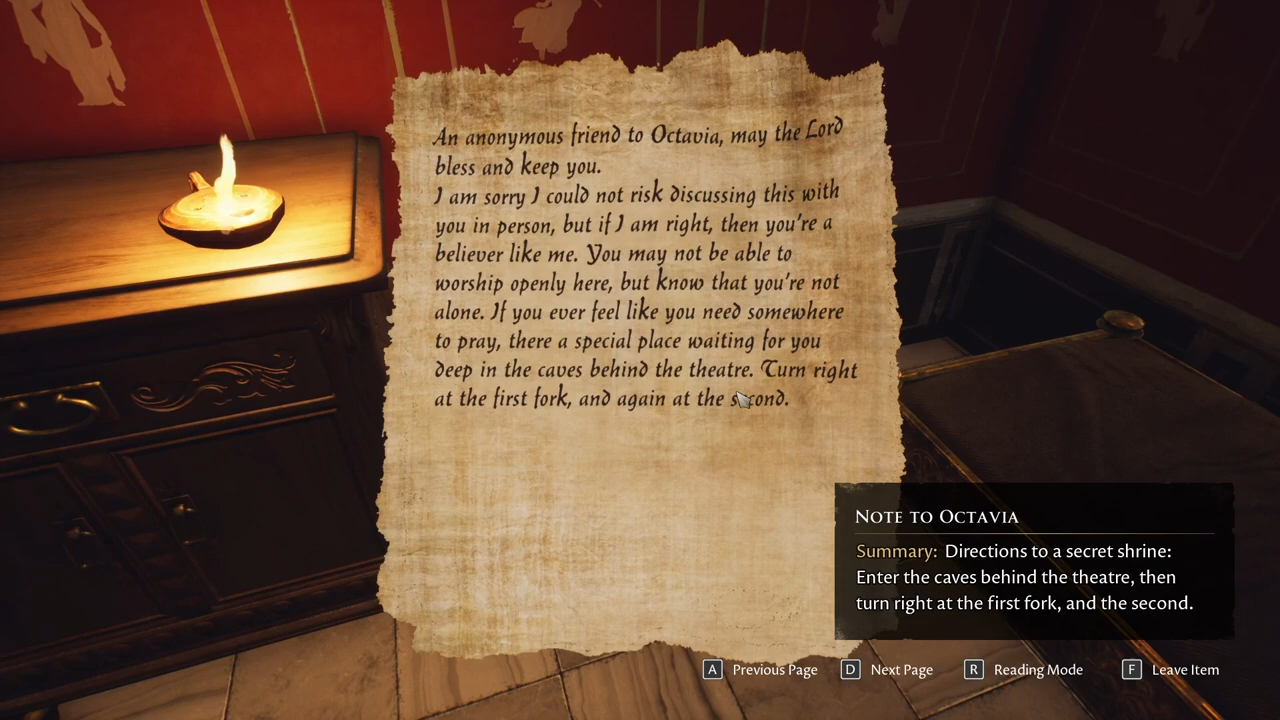 An anonymous friend to Octavia, may the Lord
bless and keep you.
I am sorry I could not risk discussing this with
you in person, but if I am right, then you're a
believer like me. You may not be able to
worship openly here, but know that you're not
alone. If you ever feel like you need somewhere
to pray, there a special place waiting for you
deep in the caves behind the theatre. Turn right
at the first fork, and again at the second.
Note to Octavia
Summary: Directions to a secret shrine:
Enter the caves behind the theatre, then
turn right at the first fork, and the second.
A Previous Page D Next Page R Reading Mode F Leave Item